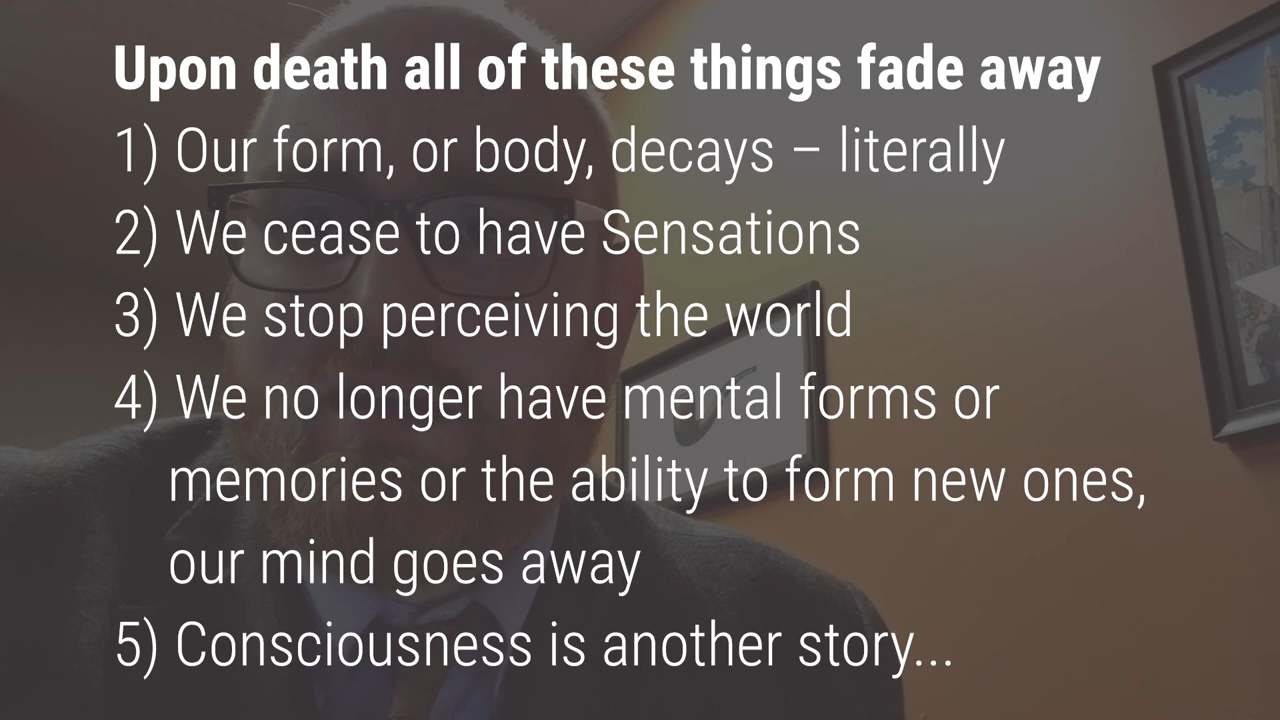 Upon death all of these things fade away
1) Our form, or body, decays – literally
2) We cease to have Sensations
3) We stop perceiving the world
4) We no longer have mental forms or
memories or the ability to form new ones,
our mind goes away
5) Consciousness is another story...